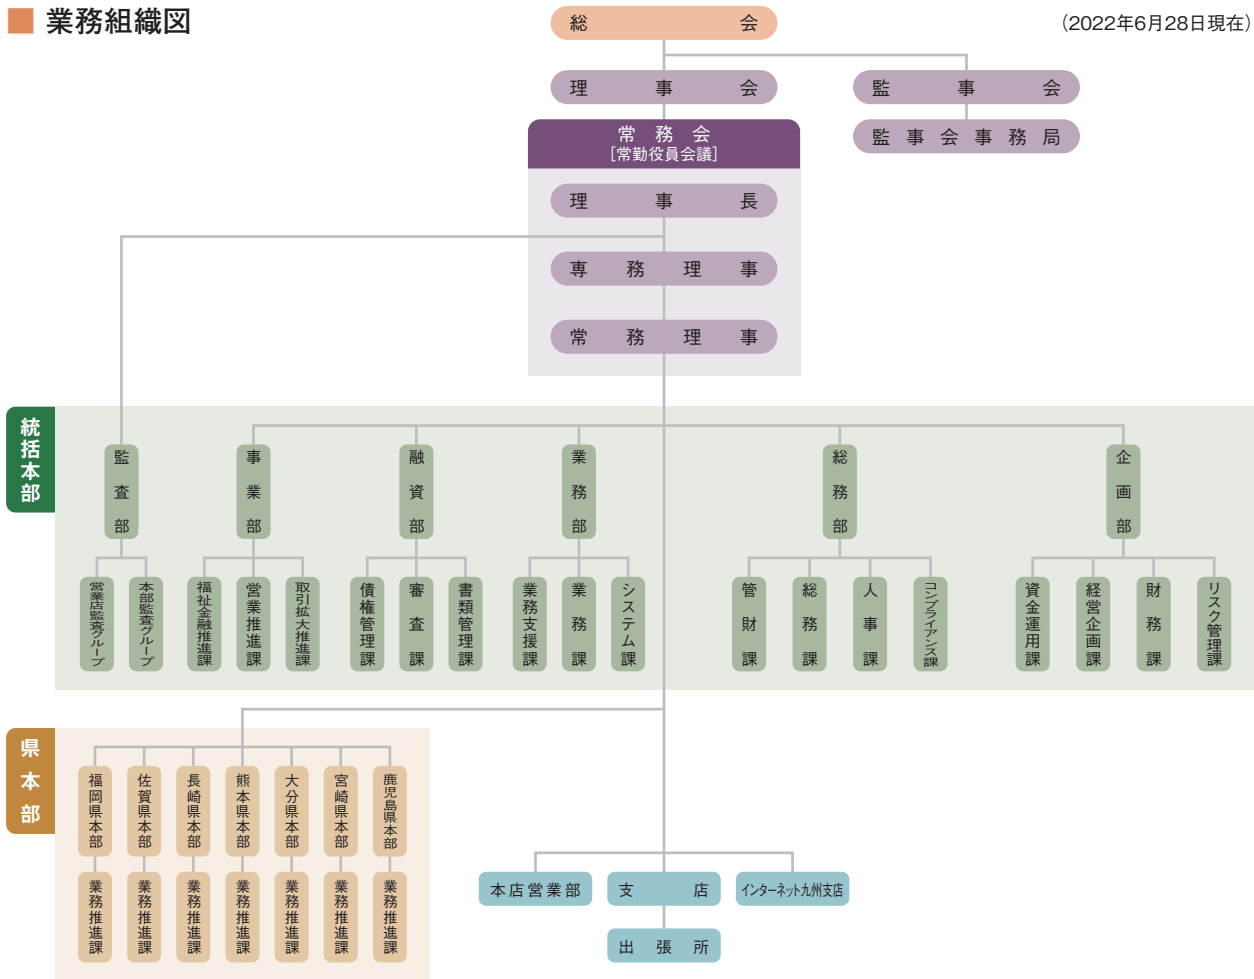 業務組織図
(2022年6月28日現在)
総会
理事会
監事会
監事会事務局
常務会
[常勤役員会議]
理事長
専務理事
常務理事
統括本部
監査部
事業部
融資部
業務部
総務部
企画部
営業店監査グループ
本部監査グループ
福祉金融推進課
営業推進課
取引拡大推進課
債権管理課
審査課
書類管理課
業務支援課
業務課
システム課
管財課
総務課
人事課
コンプライアンス課
資金運用課
経営企画課
財務課
リスク管理課
県本部
福岡県本部
佐賀県本部
長崎県本部
熊本県本部
大分県本部
宮崎県本部
鹿児島県本部
業務推進課
業務推進課
業務推進課
業務推進課
業務推進課
業務推進課
業務推進課
本店営業部
支店
インターネット九州支店
出張所